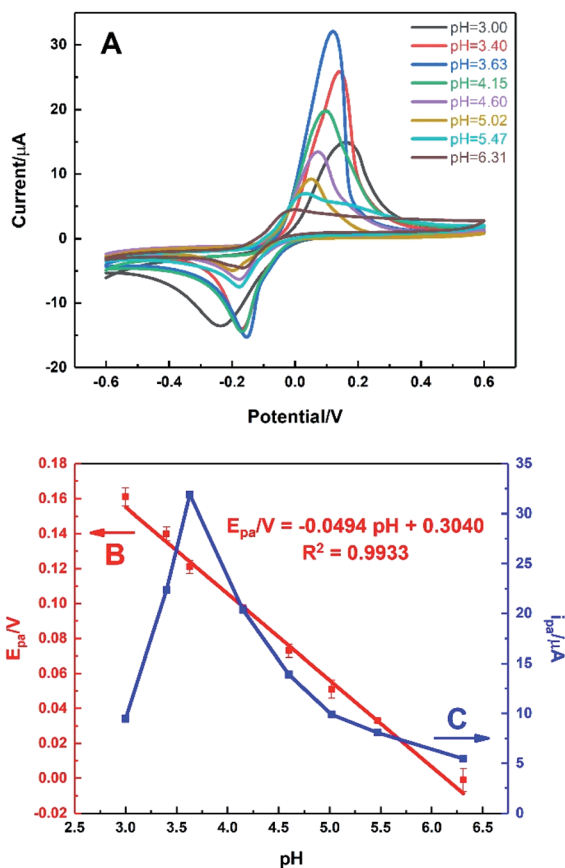 A
pH=3.00
pH=3.40
pH=3.63
pH=4.15
pH=4.60
pH=5.02
pH=5.47
pH=6.31
Current/μA
30
20
10
0
-10
-20
-0.6 -0.4 -0.2 0.0 0.2 0.4 0.6
Potential/V
B
Epa/V = -0.0494 pH + 0.3040
R² = 0.9933
C
Epa/V
0.18
0.16
0.14
0.12
0.10
0.08
0.06
0.04
0.02
0.00
-0.02
35
30
25
20
15
10
5
0
ipa/μA
2.5 3.0 3.5 4.0 4.5 5.0 5.5 6.0 6.5
pH